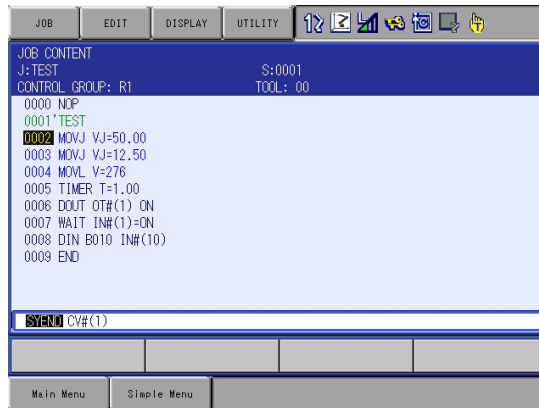 JOB EDIT DISPLAY UTILITY
JOB CONTENT
J:TEST S:0001
CONTROL GROUP: R1 TOOL: 00
0000 NOP
0001'TEST
0002 MOVJ VJ=50.00
0003 MOVJ VJ=12.50
0004 MOVL V=276
0005 TIMER T=1.00
0006 DOUT OT#(1) ON
0007 WAIT IN#(1)=ON
0008 DIN B010 IN#(10)
0009 END
SYEND CV#(1)
Main Menu Simple Menu